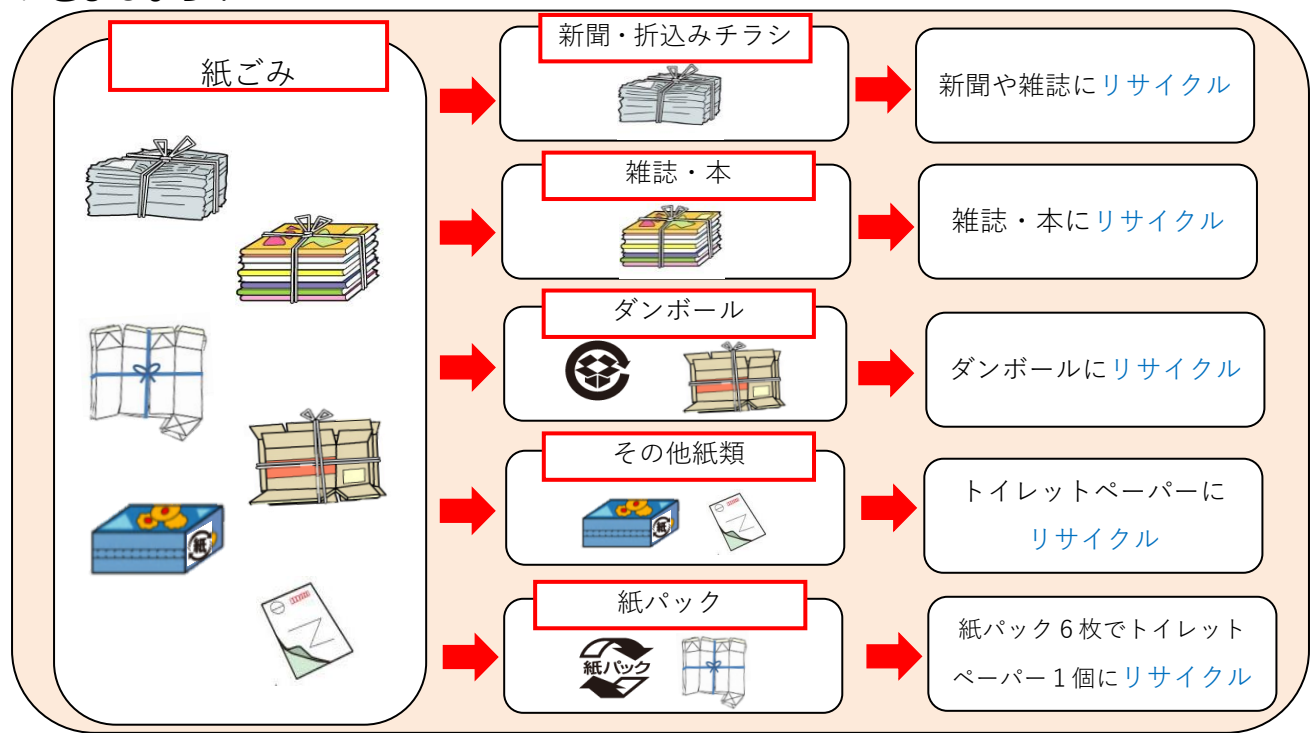 紙ごみ
新聞・折込みチラシ
新聞や雑誌にリサイクル
雑誌・本
雑誌・本にリサイクル
ダンボール
ダンボールにリサイクル
その他紙類
紙
トイレットペーパーに
リサイクル
紙パック
紙パック
紙パック６枚でトイレット
ペーパー１個にリサイクル
紙